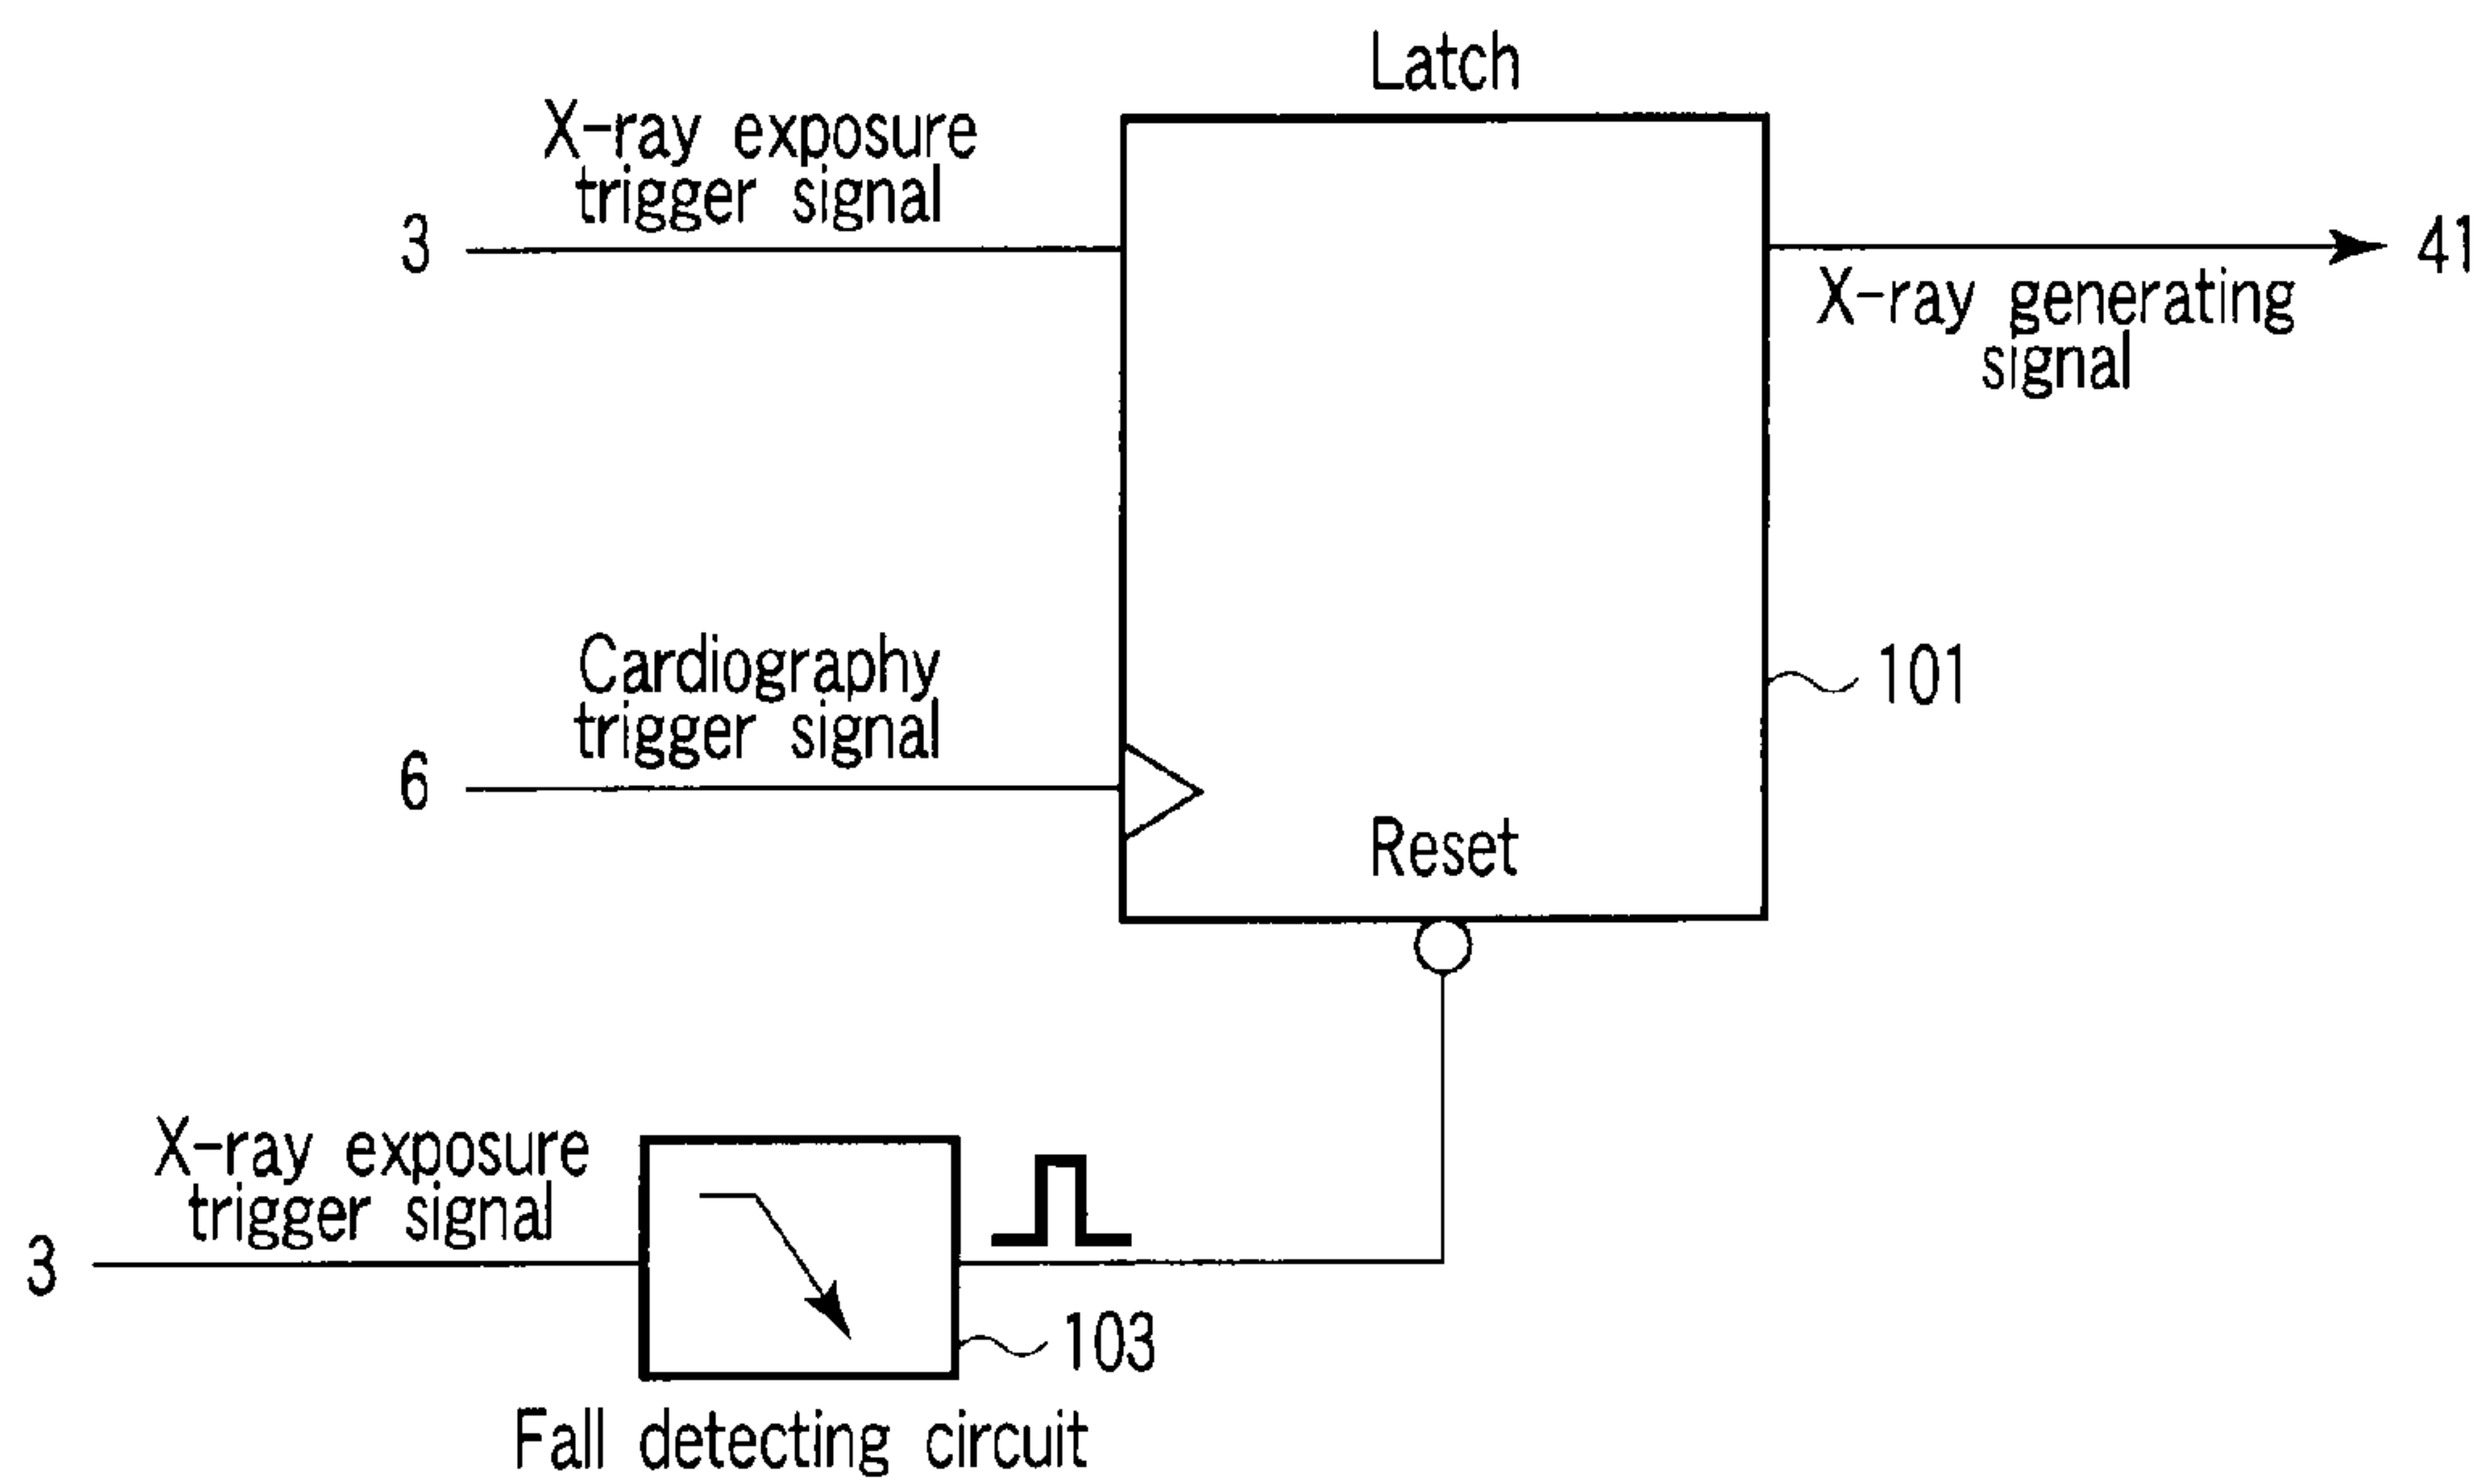 Latch
X-ray exposure
trigger signal
3
41
X-ray generating
signal
Cardiography
trigger signal
101
6
Reset
X-ray exposure
trigger signal
3
103
Fall detecting circuit